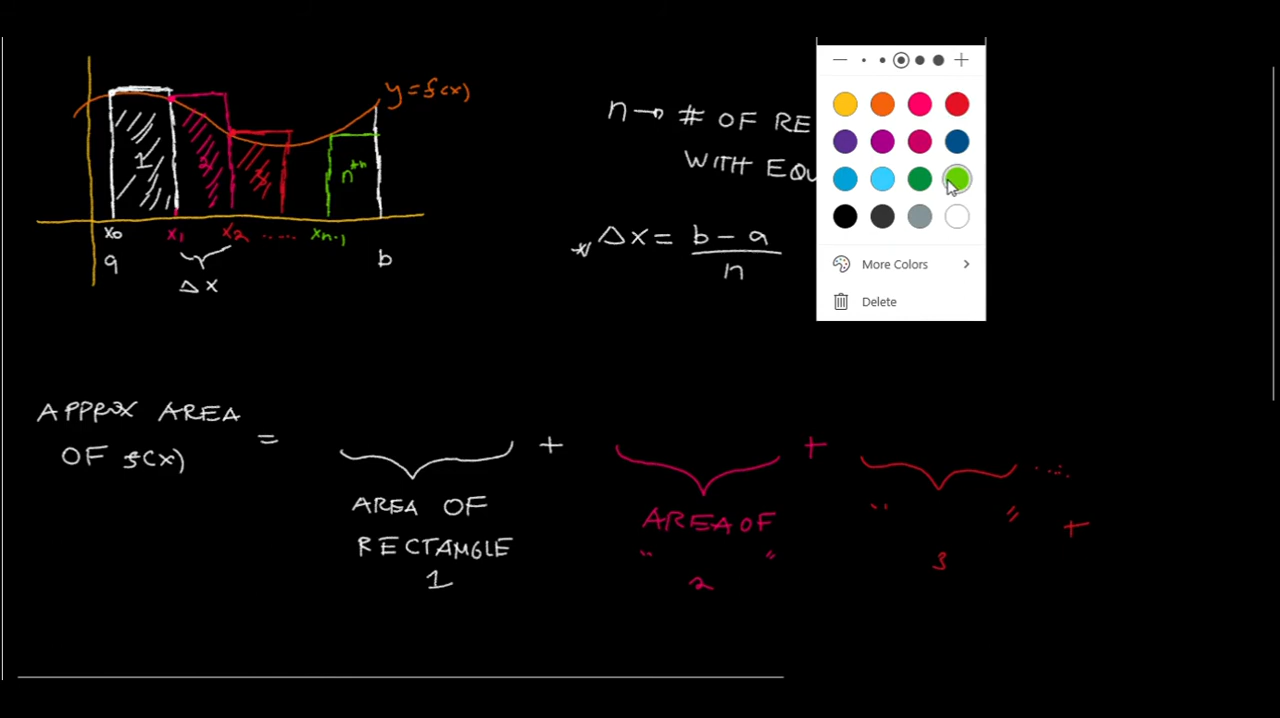 y = f(x)
1
2
nᵗʰ
x₀ x₁ x₂ ...... xₙ₋₁
a b
Δx
n → # OF RE
WITH EQU
* Δx = b - a
n
More Colors
Delete
APPROX AREA
OF f(x)
= + + ..... +
AREA OF
RECTANGLE
1
AREA OF
" "
2
" "
3